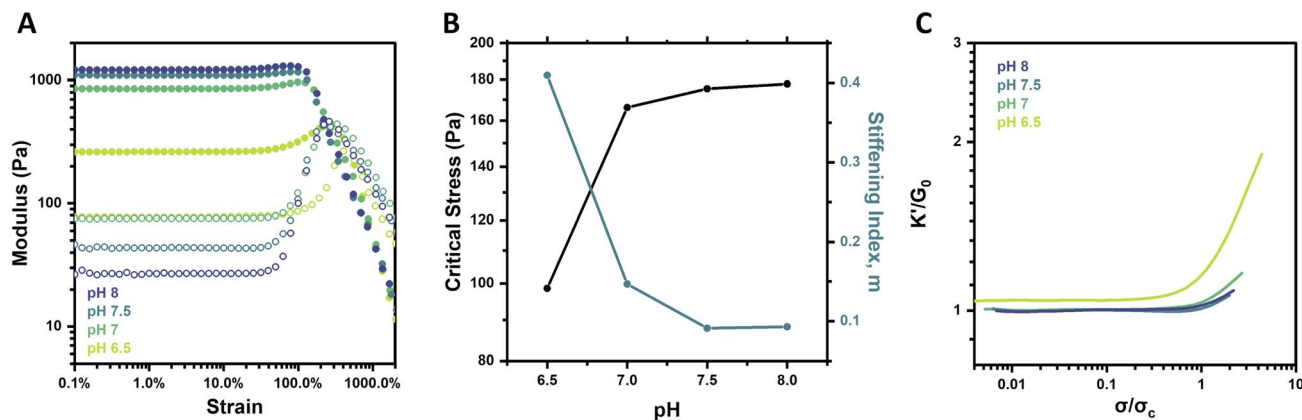 A
Modulus (Pa)
1000
100
10
pH 8
pH 7.5
pH 7
pH 6.5
0.1%
1.0%
10.0%
100.0%
1000.0%
Strain
B
Critical Stress (Pa)
200
180
160
140
120
100
80
6.5
7.0
7.5
8.0
pH
0.4
0.3
0.2
0.1
Stiffening Index, m
C
K'/G₀
3
2
1
pH 8
pH 7.5
pH 7
pH 6.5
0.01
0.1
1
10
σ/σc